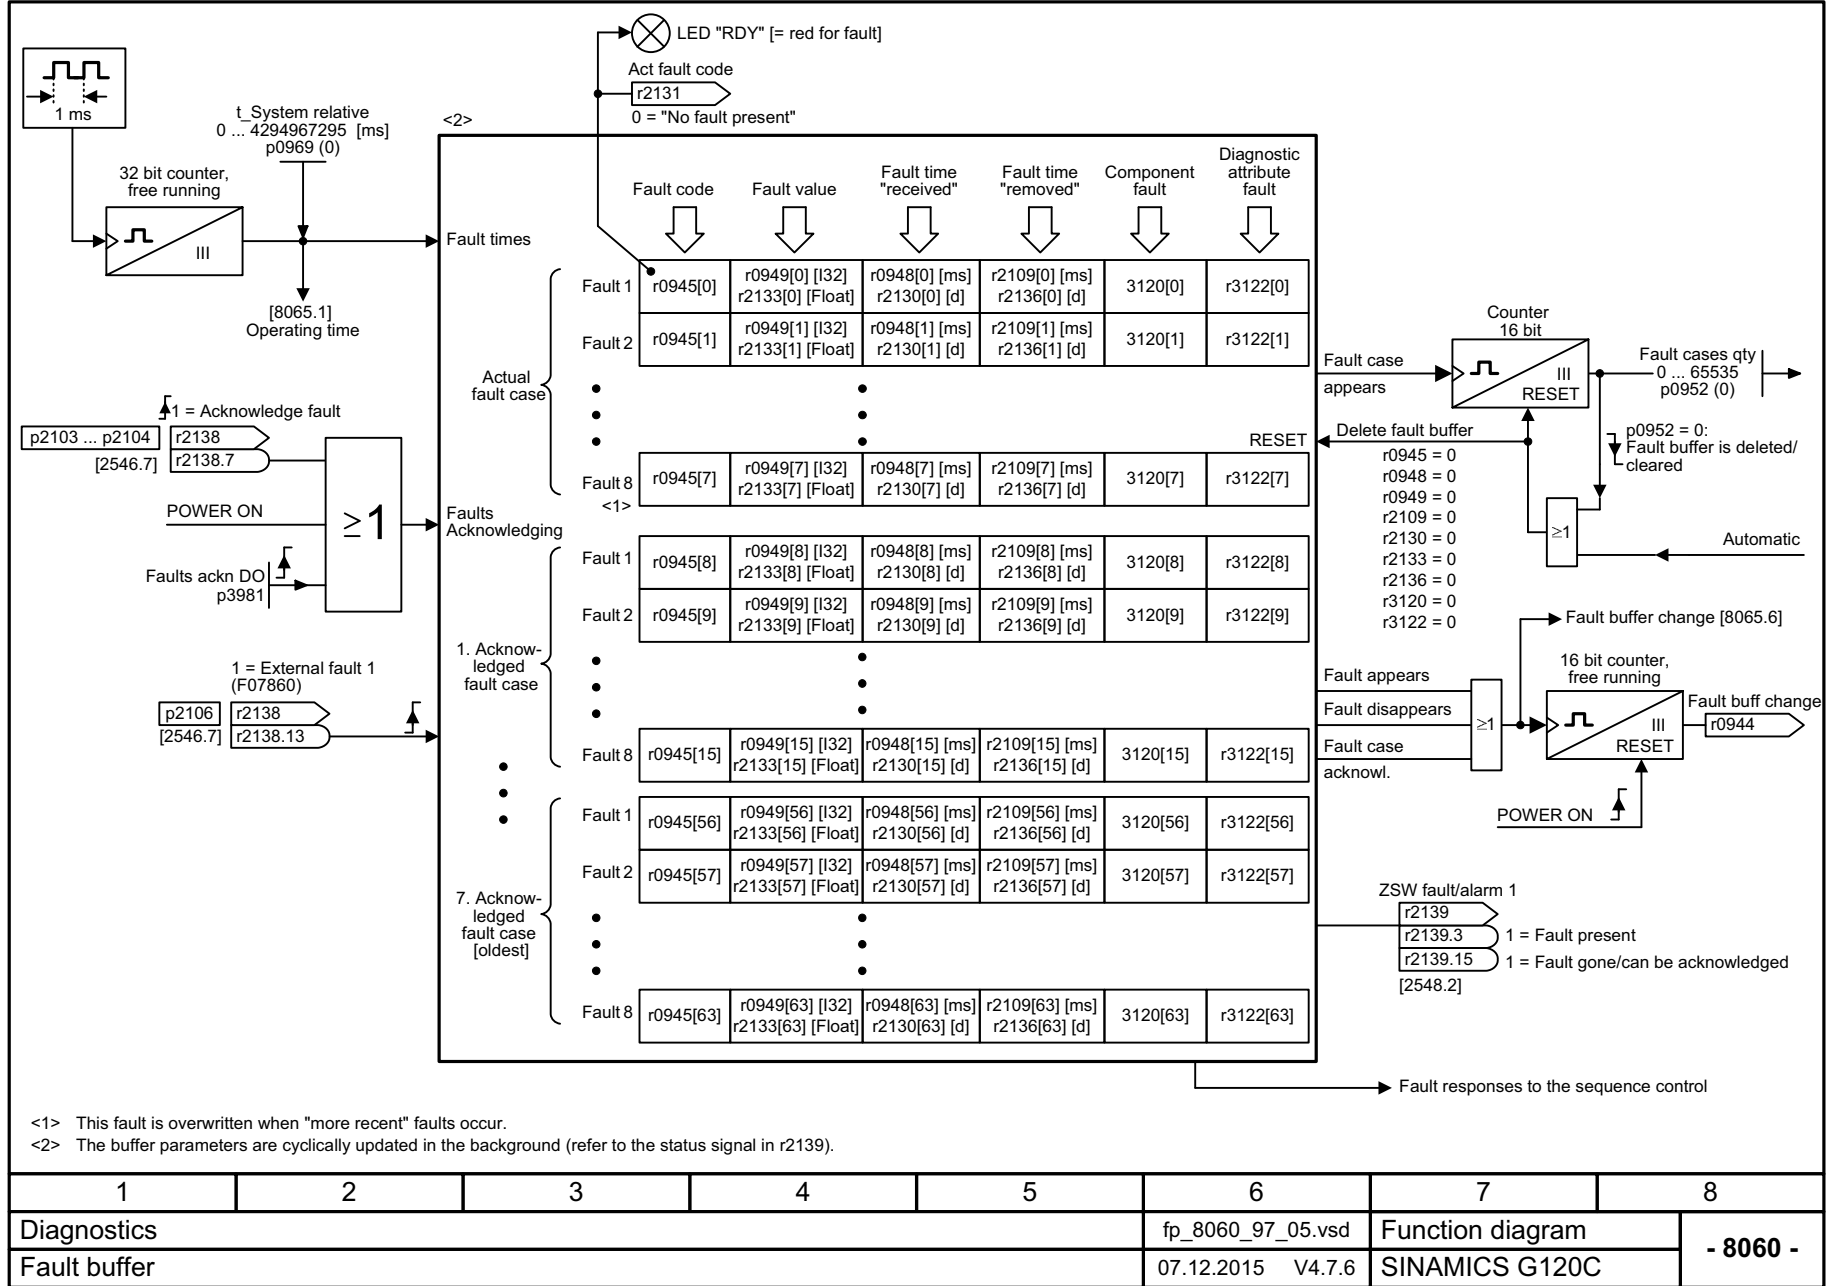 LED "RDY" [= red for fault]
Act fault code
r2131
0 = "No fault present"
1 ms
t_System relative
0 ... 4294967295 [ms]
p0969 (0)
<2>
32 bit counter,
free running
III
[8065.1]
Operating time
Fault times
Fault code
Fault value
Fault time
"received"
Fault time
"removed"
Component
fault
Diagnostic
attribute
fault
Actual
fault case
Fault 1
r0945[0]
r0949[0] [I32]
r2133[0] [Float]
r0948[0] [ms]
r2130[0] [d]
r2109[0] [ms]
r2136[0] [d]
3120[0]
r3122[0]
Fault 2
r0945[1]
r0949[1] [I32]
r2133[1] [Float]
r0948[1] [ms]
r2130[1] [d]
r2109[1] [ms]
r2136[1] [d]
3120[1]
r3122[1]
RESET
Fault 8
<1>
r0945[7]
r0949[7] [I32]
r2133[7] [Float]
r0948[7] [ms]
r2130[7] [d]
r2109[7] [ms]
r2136[7] [d]
3120[7]
r3122[7]
1 = Acknowledge fault
p2103 ... p2104
r2138
[2546.7]
r2138.7
POWER ON
≥1
Faults ackn DO
p3981
Faults
Acknowledging
1. Acknow-
ledged
fault case
Fault 1
r0945[8]
r0949[8] [I32]
r2133[8] [Float]
r0948[8] [ms]
r2130[8] [d]
r2109[8] [ms]
r2136[8] [d]
3120[8]
r3122[8]
Fault 2
r0945[9]
r0949[9] [I32]
r2133[9] [Float]
r0948[9] [ms]
r2130[9] [d]
r2109[9] [ms]
r2136[9] [d]
3120[9]
r3122[9]
Fault 8
r0945[15]
r0949[15] [I32]
r2133[15] [Float]
r0948[15] [ms]
r2130[15] [d]
r2109[15] [ms]
r2136[15] [d]
3120[15]
r3122[15]
1 = External fault 1
(F07860)
p2106
r2138
[2546.7]
r2138.13
7. Acknow-
ledged
fault case
[oldest]
Fault 1
r0945[56]
r0949[56] [I32]
r2133[56] [Float]
r0948[56] [ms]
r2130[56] [d]
r2109[56] [ms]
r2136[56] [d]
3120[56]
r3122[56]
Fault 2
r0945[57]
r0949[57] [I32]
r2133[57] [Float]
r0948[57] [ms]
r2130[57] [d]
r2109[57] [ms]
r2136[57] [d]
3120[57]
r3122[57]
Fault 8
r0945[63]
r0949[63] [I32]
r2133[63] [Float]
r0948[63] [ms]
r2130[63] [d]
r2109[63] [ms]
r2136[63] [d]
3120[63]
r3122[63]
Fault case
appears
Counter
16 bit
III
RESET
Fault cases qty
0 ... 65535
p0952 (0)
Delete fault buffer
r0945 = 0
r0948 = 0
r0949 = 0
r2109 = 0
r2130 = 0
r2133 = 0
r2136 = 0
r3120 = 0
r3122 = 0
p0952 = 0:
Fault buffer is deleted/
cleared
≥1
Automatic
Fault buffer change [8065.6]
Fault appears
Fault disappears
Fault case
acknowl.
≥1
16 bit counter,
free running
III
RESET
Fault buff change
r0944
POWER ON
ZSW fault/alarm 1
r2139
r2139.3
1 = Fault present
r2139.15
1 = Fault gone/can be acknowledged
[2548.2]
Fault responses to the sequence control
<1> This fault is overwritten when "more recent" faults occur.
<2> The buffer parameters are cyclically updated in the background (refer to the status signal in r2139).
1 2 3 4 5 6 7 8
Diagnostics
fp_8060_97_05.vsd
Function diagram
- 8060 -
Fault buffer
07.12.2015 V4.7.6
SINAMICS G120C